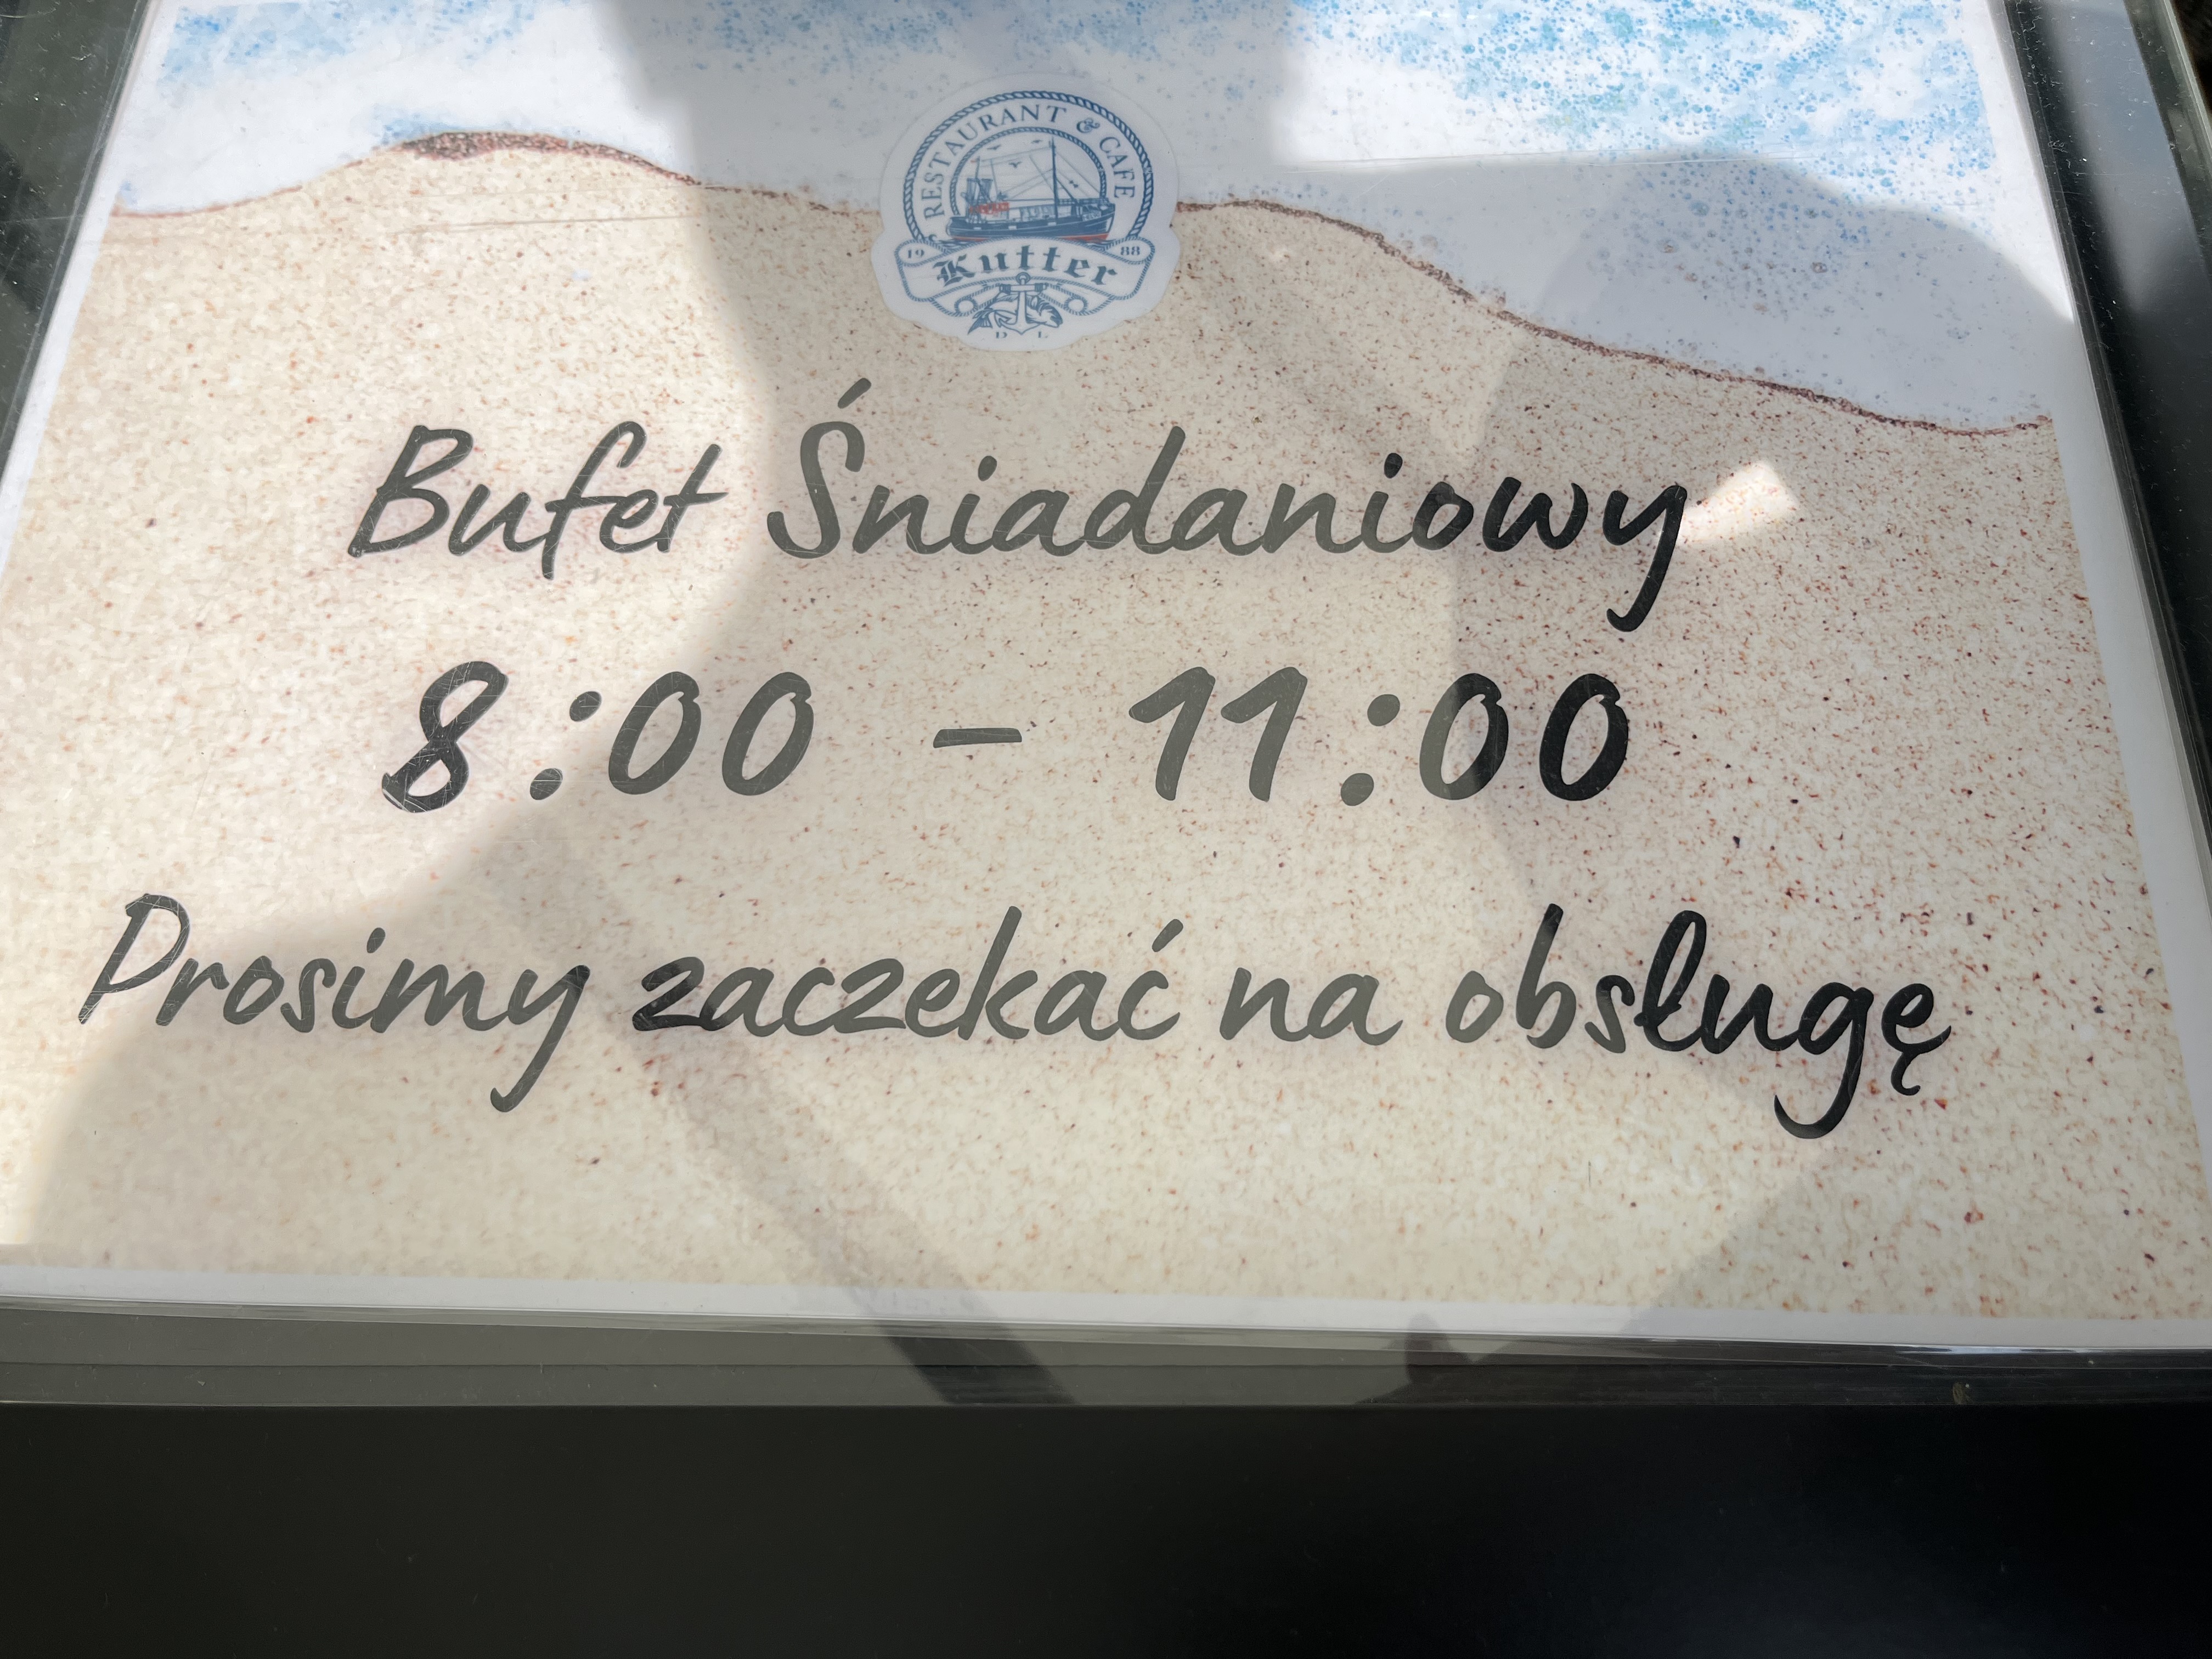 RESTAURANT & CAFE
19 88
Kutter
D L
Bufet Śniadaniowy
8:00 - 11:00
Prosimy zaczekać na obsługę